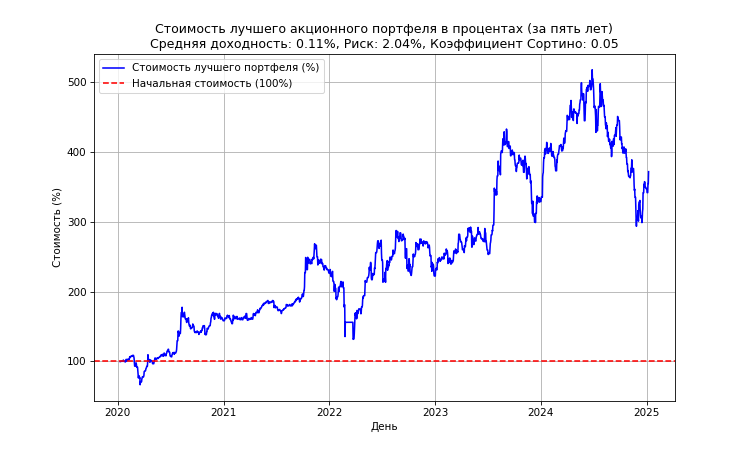 Стоимость лучшего акционного портфеля в процентах (за пять лет)
Средняя доходность: 0.11%, Риск: 2.04%, Коэффициент Сортино: 0.05
Стоимость лучшего портфеля (%)
Начальная стоимость (100%)
Стоимость (%)
500
400
300
200
100
2020
2021
2022
2023
2024
2025
День